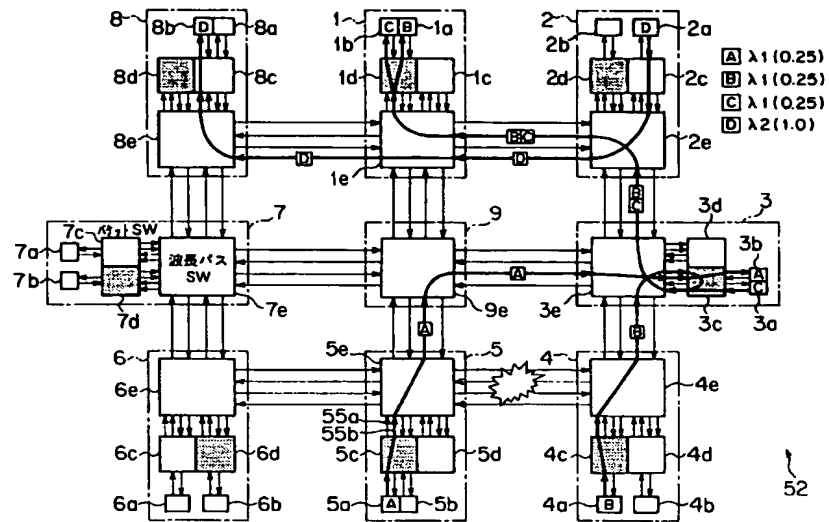 8
8b D 8a
8d 8c
8e
1
C B 1a
1b
1d 1c
1e
2
D 2a
2b
2d 2c
2e
A λ1(0.25)
B λ1(0.25)
C λ1(0.25)
D λ2(1.0)
B C
D D
B
C
7
7c パケットSW
7a
7b
7d
波長パス
SW
7e
9
A
9e
A
3
3d
3b
A
C
3e 3c 3a
B
6
6e
6c 6d
6a 6b
5
5e
55a
55b
5c 5d
5a A 5b
4
4e
4c 4d
4a B 4b
52